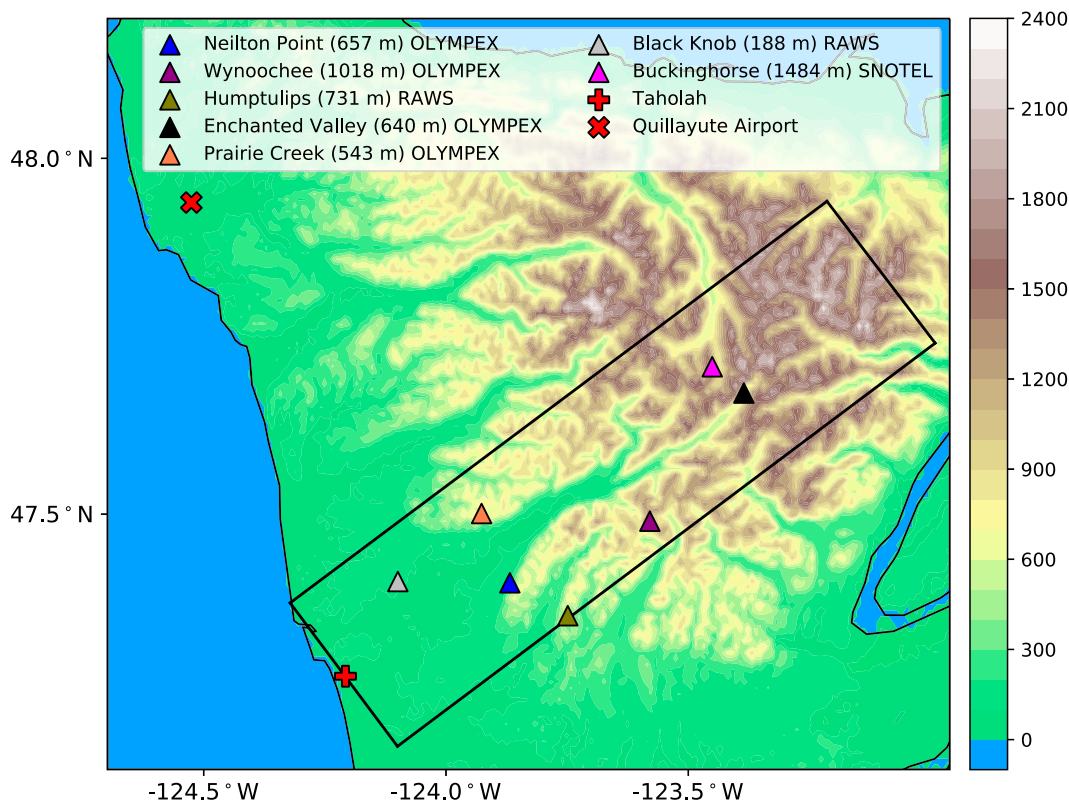 Neilton Point (657 m) OLYMPEX
Wynoochee (1018 m) OLYMPEX
Humptulips (731 m) RAWS
Enchanted Valley (640 m) OLYMPEX
Prairie Creek (543 m) OLYMPEX
Black Knob (188 m) RAWS
Buckinghorse (1484 m) SNOTEL
Taholah
Quillayute Airport
48.0°N
47.5°N
-124.5°W
-124.0°W
-123.5°W
2400
2100
1800
1500
1200
900
600
300
0